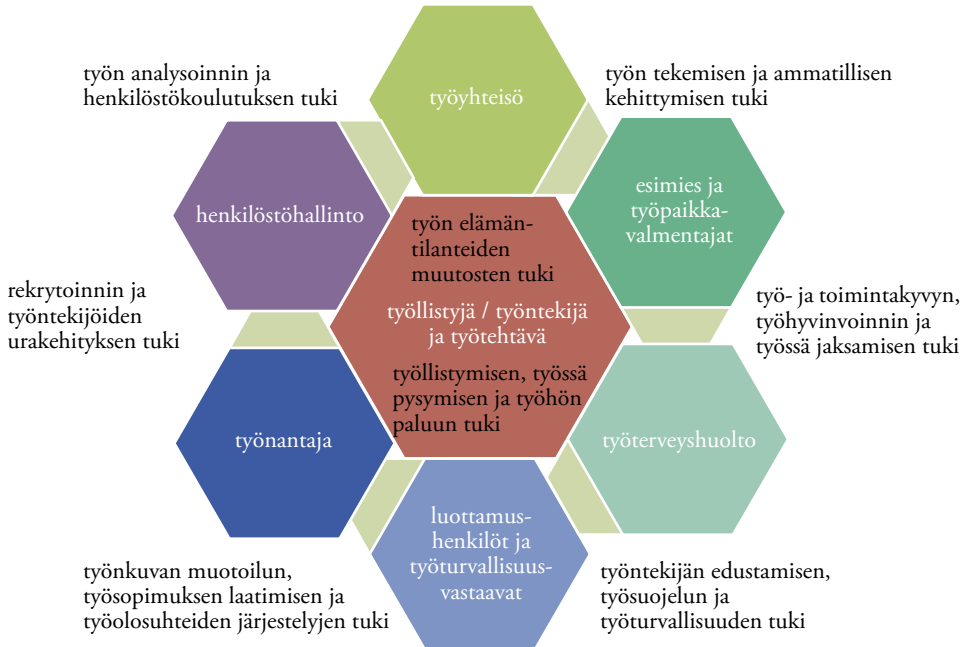 työn analysoinnin ja
henkilöstökoulutuksen tuki
työyhteisö
työn tekemisen ja ammatillisen
kehittymisen tuki
henkilöstöhallinto
esimies ja
työpaikka-
valmentajat
työn elämän-
tilanteiden
muutosten tuki
työllistyjä / työntekijä
ja työtehtävä
työllistymisen, työssä
pysymisen ja työhön
paluun tuki
rekrytoinnin ja
työntekijöiden
urakehityksen tuki
työ- ja toimintakyvyn,
työhyvinvoinnin ja
työssä jaksamisen tuki
työnantaja
työterveyshuolto
luottamus-
henkilöt ja
työturvallisuus-
vastaavat
työnkuvan muotoilun,
työsopimuksen laatimisen ja
työolosuhteiden järjestelyjen tuki
työntekijän edustamisen,
työsuojelun ja
työturvallisuuden tuki